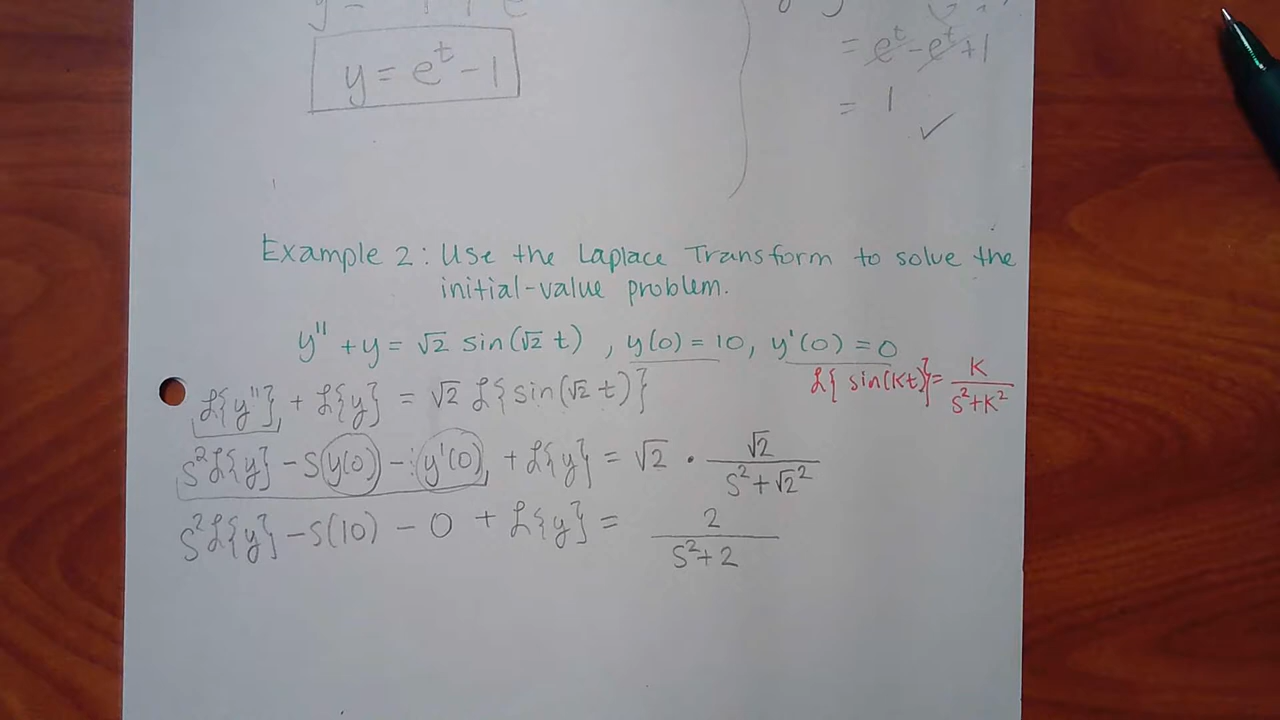 y = e^t - 1
= e^t - e^t + 1
= 1 ✓
Example 2: Use the Laplace Transform to solve the
initial-value problem.
y'' + y = √2 sin(√2 t) , y(0) = 10, y'(0) = 0
ℒ{sin(kt)} = k/(s²+k²)
ℒ{y''} + ℒ{y} = √2 ℒ{sin(√2 t)}
s²ℒ{y} - s y(0) - y'(0) + ℒ{y} = √2 · √2/(s²+√2²)
s²ℒ{y} - s(10) - 0 + ℒ{y} = 2/(s²+2)